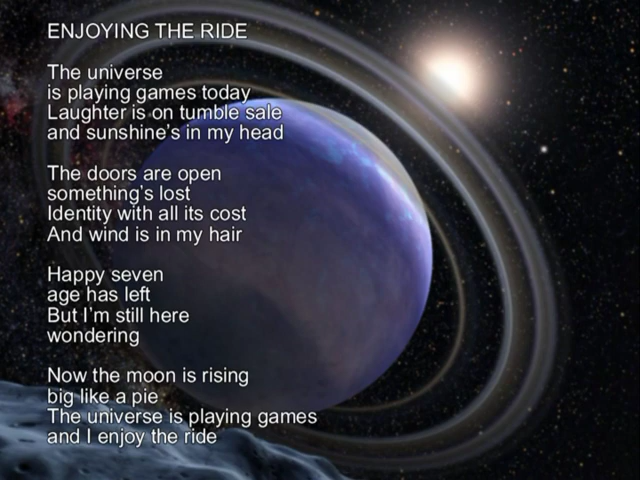 ENJOYING THE RIDE
The universe
is playing games today
Laughter is on tumble sale
and sunshine's in my head
The doors are open
something's lost
Identity with all its cost
And wind is in my hair
Happy seven
age has left
But I'm still here
wondering
Now the moon is rising
big like a pie
The universe is playing games
and I enjoy the ride